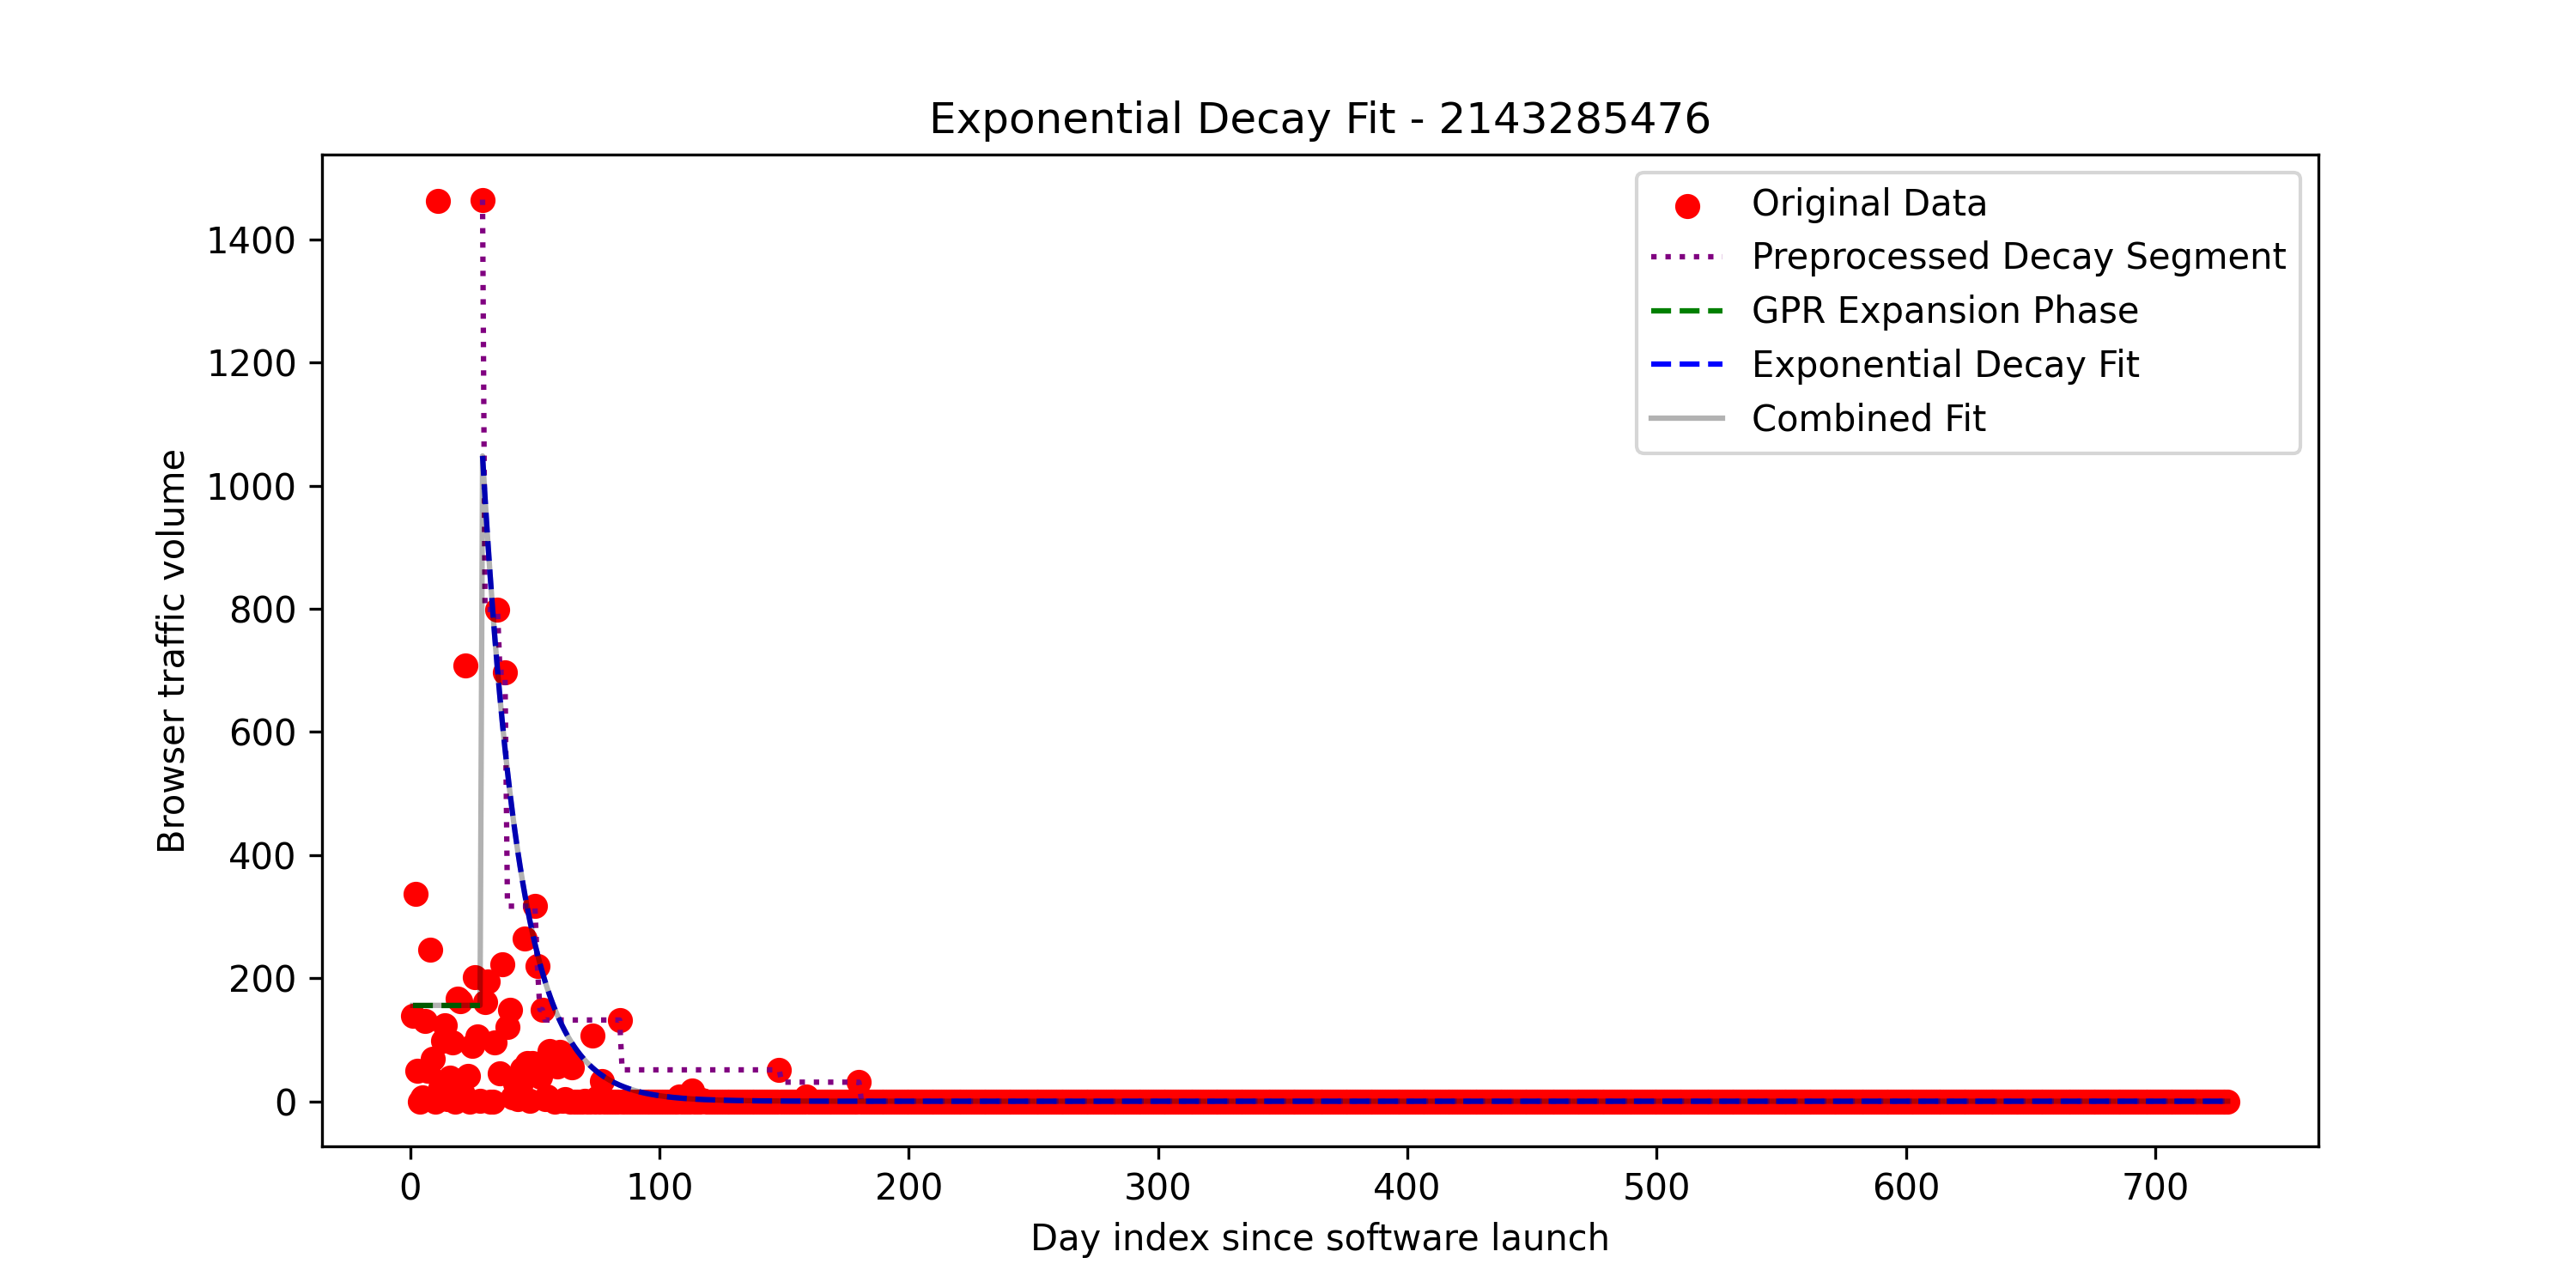 Exponential Decay Fit - 2143285476
Original Data
Preprocessed Decay Segment
GPR Expansion Phase
Exponential Decay Fit
Combined Fit
Browser traffic volume
1400
1200
1000
800
600
400
200
0
0 100 200 300 400 500 600 700
Day index since software launch